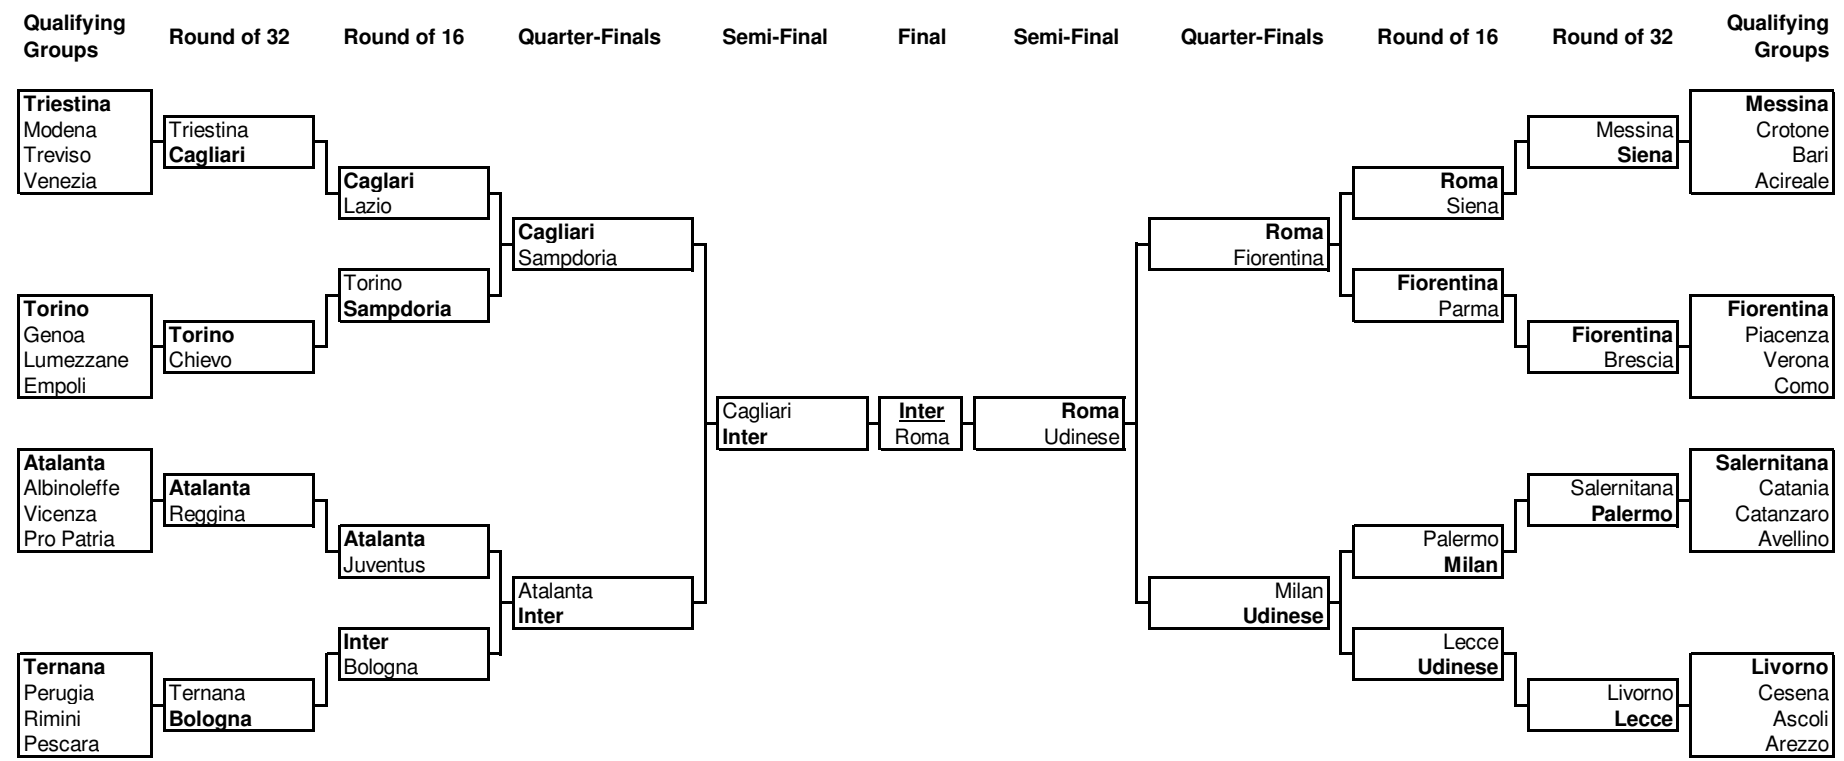 Qualifying
Groups
Round of 32
Round of 16
Quarter-Finals
Semi-Final
Final
Semi-Final
Quarter-Finals
Round of 16
Round of 32
Qualifying
Groups
Triestina
Modena
Treviso
Venezia
Torino
Genoa
Lumezzane
Empoli
Atalanta
Albinoleffe
Vicenza
Pro Patria
Ternana
Perugia
Rimini
Pescara
Triestina
Cagliari
Torino
Chievo
Atalanta
Reggina
Ternana
Bologna
Caglari
Lazio
Torino
Sampdoria
Atalanta
Juventus
Inter
Bologna
Cagliari
Sampdoria
Atalanta
Inter
Cagliari
Inter
Inter
Roma
Roma
Udinese
Roma
Fiorentina
Milan
Udinese
Roma
Siena
Fiorentina
Parma
Palermo
Milan
Lecce
Udinese
Messina
Siena
Fiorentina
Brescia
Salernitana
Palermo
Livorno
Lecce
Messina
Crotone
Bari
Acireale
Fiorentina
Piacenza
Verona
Como
Salernitana
Catania
Catanzaro
Avellino
Livorno
Cesena
Ascoli
Arezzo